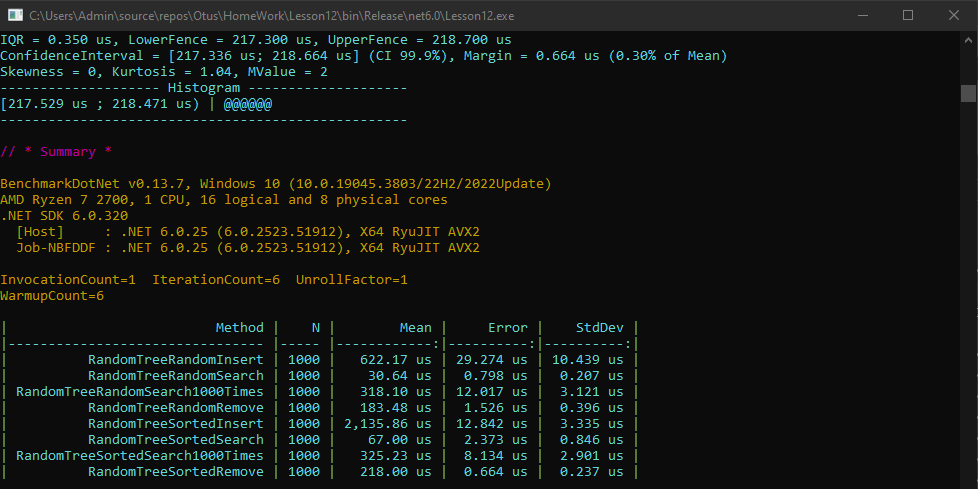 C:\Users\Admin\source\repos\Otus\HomeWork\Lesson12\bin\Release\net6.0\Lesson12.exe
IQR = 0.350 us, LowerFence = 217.300 us, UpperFence = 218.700 us
ConfidenceInterval = [217.336 us; 218.664 us] (CI 99.9%), Margin = 0.664 us (0.30% of Mean)
Skewness = 0, Kurtosis = 1.04, MValue = 2
-------------------- Histogram --------------------
[217.529 us ; 218.471 us) | @@@@@@
---------------------------------------------------
// * Summary *
BenchmarkDotNet v0.13.7, Windows 10 (10.0.19045.3803/22H2/2022Update)
AMD Ryzen 7 2700, 1 CPU, 16 logical and 8 physical cores
.NET SDK 6.0.320
  [Host]     : .NET 6.0.25 (6.0.2523.51912), X64 RyuJIT AVX2
  Job-NBFDDF : .NET 6.0.25 (6.0.2523.51912), X64 RyuJIT AVX2
InvocationCount=1  IterationCount=6  UnrollFactor=1
WarmupCount=6
|                          Method |    N |        Mean |     Error |    StdDev |
|-------------------------------- |----- |------------:|----------:|----------:|
|          RandomTreeRandomInsert | 1000 |   622.17 us | 29.274 us | 10.439 us |
|          RandomTreeRandomSearch | 1000 |    30.64 us |  0.798 us |  0.207 us |
| RandomTreeRandomSearch1000Times | 1000 |   318.10 us | 12.017 us |  3.121 us |
|          RandomTreeRandomRemove | 1000 |   183.48 us |  1.526 us |  0.396 us |
|          RandomTreeSortedInsert | 1000 | 2,135.86 us | 12.842 us |  3.335 us |
|          RandomTreeSortedSearch | 1000 |    67.00 us |  2.373 us |  0.846 us |
| RandomTreeSortedSearch1000Times | 1000 |   325.23 us |  8.134 us |  2.901 us |
|          RandomTreeSortedRemove | 1000 |   218.00 us |  0.664 us |  0.237 us |